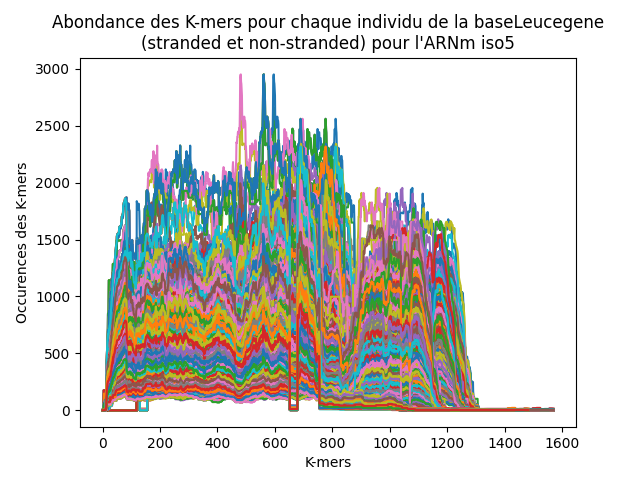 Abondance des K-mers pour chaque individu de la baseLeucegene
(stranded et non-stranded) pour l'ARNm iso5
3000
2500
2000
1500
1000
500
0
Occurences des K-mers
0 200 400 600 800 1000 1200 1400 1600
K-mers